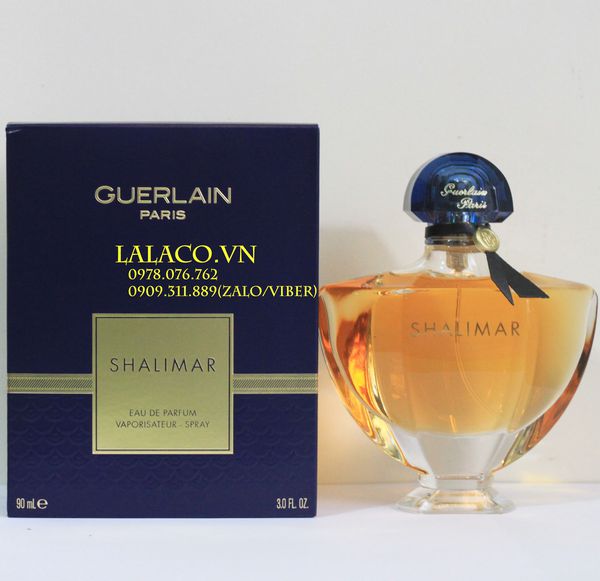 GUERLAIN
PARIS
LALACO.VN
0978.076.762
0909.311.889(ZALO/VIBER)
SHALIMAR
EAU DE PARFUM
VAPORISATEUR - SPRAY
90 mL e
3.0 FL. OZ.
Guerlain
Paris
SHALIMAR